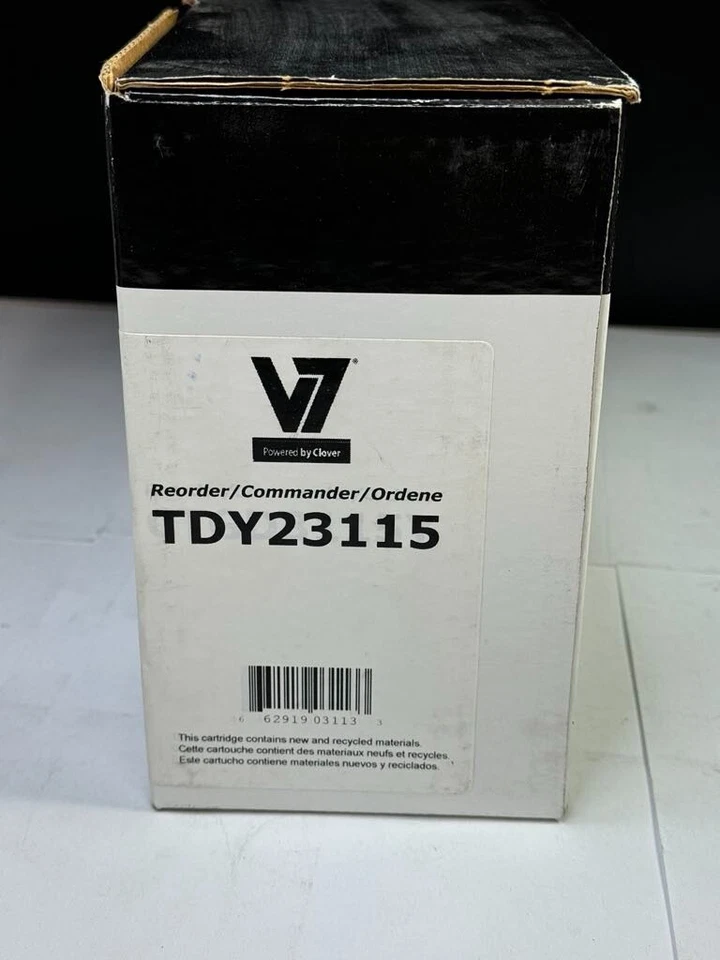 V7®
Powered by Clover
Reorder/Commander/Ordene
TDY23115
6 62919 03113 3
This cartridge contains new and recycled materials.
Cette cartouche contient des materiaux neufs et recycles.
Este cartucho contiene materiales nuevos y reciclados.